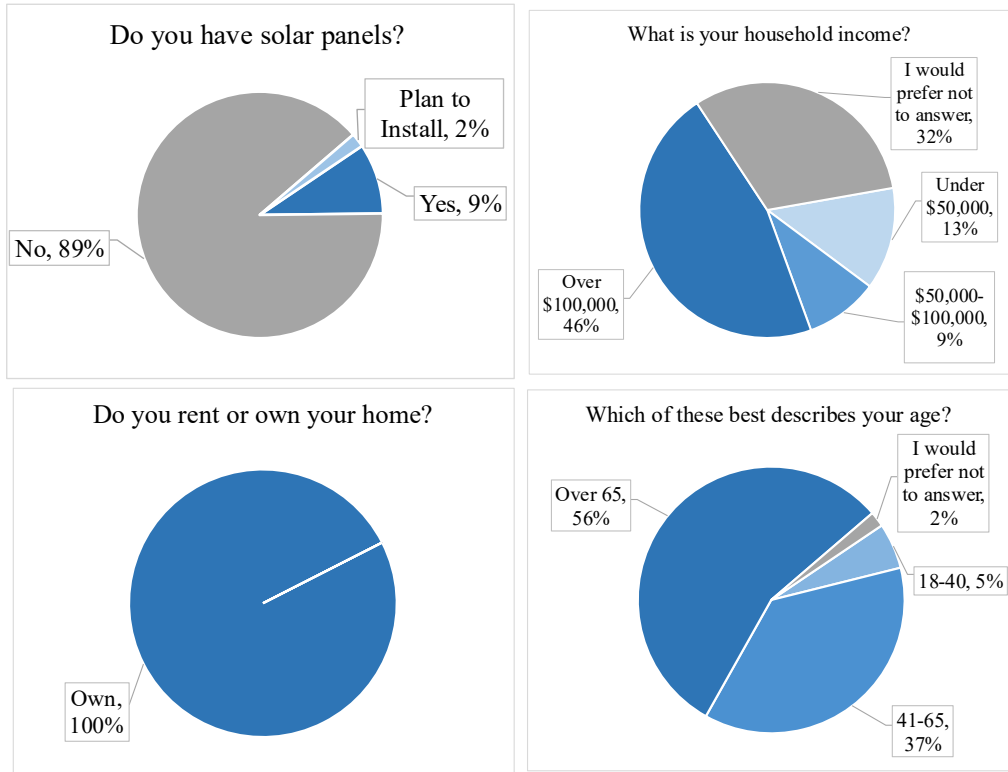 Do you have solar panels?
Plan to
Install, 2%
Yes, 9%
No, 89%
What is your household income?
I would
prefer not
to answer,
32%
Under
$50,000,
13%
$50,000-
$100,000,
9%
Over
$100,000,
46%
Do you rent or own your home?
Own,
100%
Which of these best describes your age?
I would
prefer not
to answer,
2%
Over 65,
56%
18-40, 5%
41-65,
37%